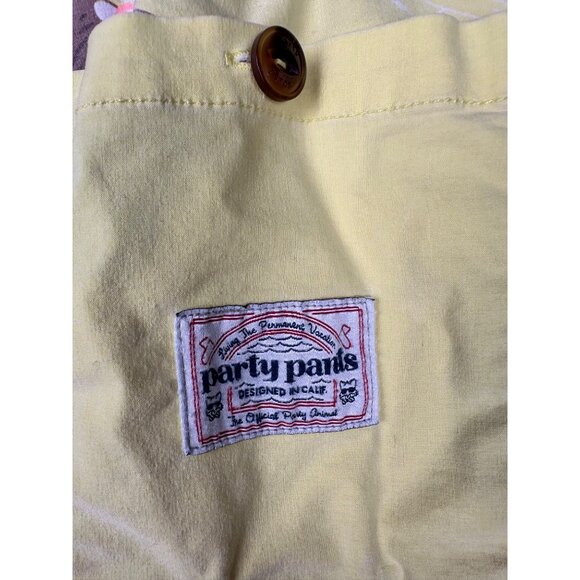 Living The Permanent Vacation
party pants
DESIGNED IN CALIF.
The Official Party Animal